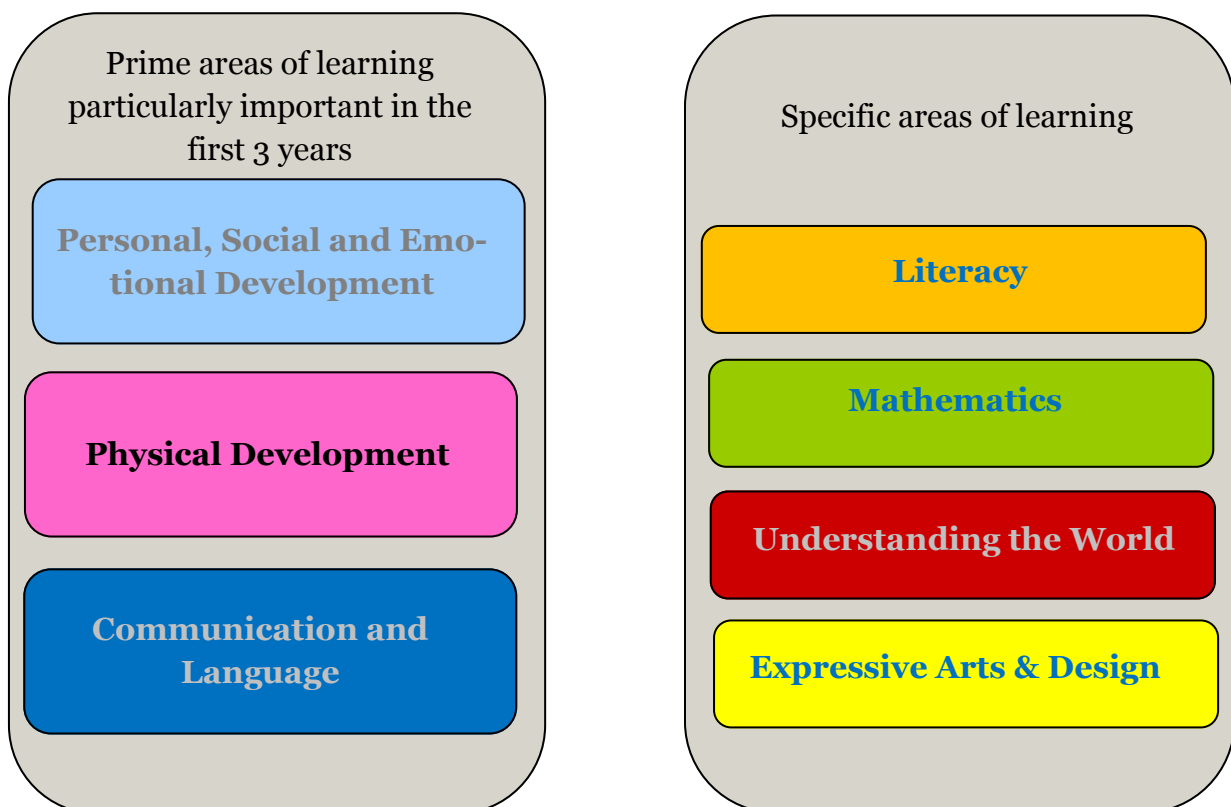 Prime areas of learning
particularly important in the
first 3 years
Personal, Social and Emo-
tional Development
Physical Development
Communication and
Language
Specific areas of learning
Literacy
Mathematics
Understanding the World
Expressive Arts & Design